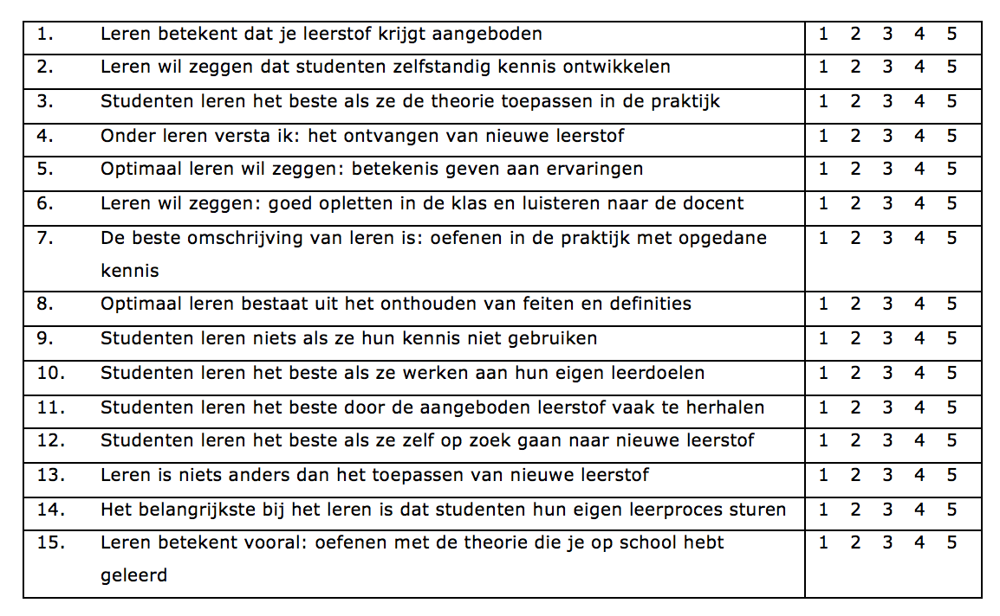 1. Leren betekent dat je leerstof krijgt aangeboden 1 2 3 4 5
2. Leren wil zeggen dat studenten zelfstandig kennis ontwikkelen 1 2 3 4 5
3. Studenten leren het beste als ze de theorie toepassen in de praktijk 1 2 3 4 5
4. Onder leren versta ik: het ontvangen van nieuwe leerstof 1 2 3 4 5
5. Optimaal leren wil zeggen: betekenis geven aan ervaringen 1 2 3 4 5
6. Leren wil zeggen: goed opletten in de klas en luisteren naar de docent 1 2 3 4 5
7. De beste omschrijving van leren is: oefenen in de praktijk met opgedane 1 2 3 4 5
kennis
8. Optimaal leren bestaat uit het onthouden van feiten en definities 1 2 3 4 5
9. Studenten leren niets als ze hun kennis niet gebruiken 1 2 3 4 5
10. Studenten leren het beste als ze werken aan hun eigen leerdoelen 1 2 3 4 5
11. Studenten leren het beste door de aangeboden leerstof vaak te herhalen 1 2 3 4 5
12. Studenten leren het beste als ze zelf op zoek gaan naar nieuwe leerstof 1 2 3 4 5
13. Leren is niets anders dan het toepassen van nieuwe leerstof 1 2 3 4 5
14. Het belangrijkste bij het leren is dat studenten hun eigen leerproces sturen 1 2 3 4 5
15. Leren betekent vooral: oefenen met de theorie die je op school hebt 1 2 3 4 5
geleerd